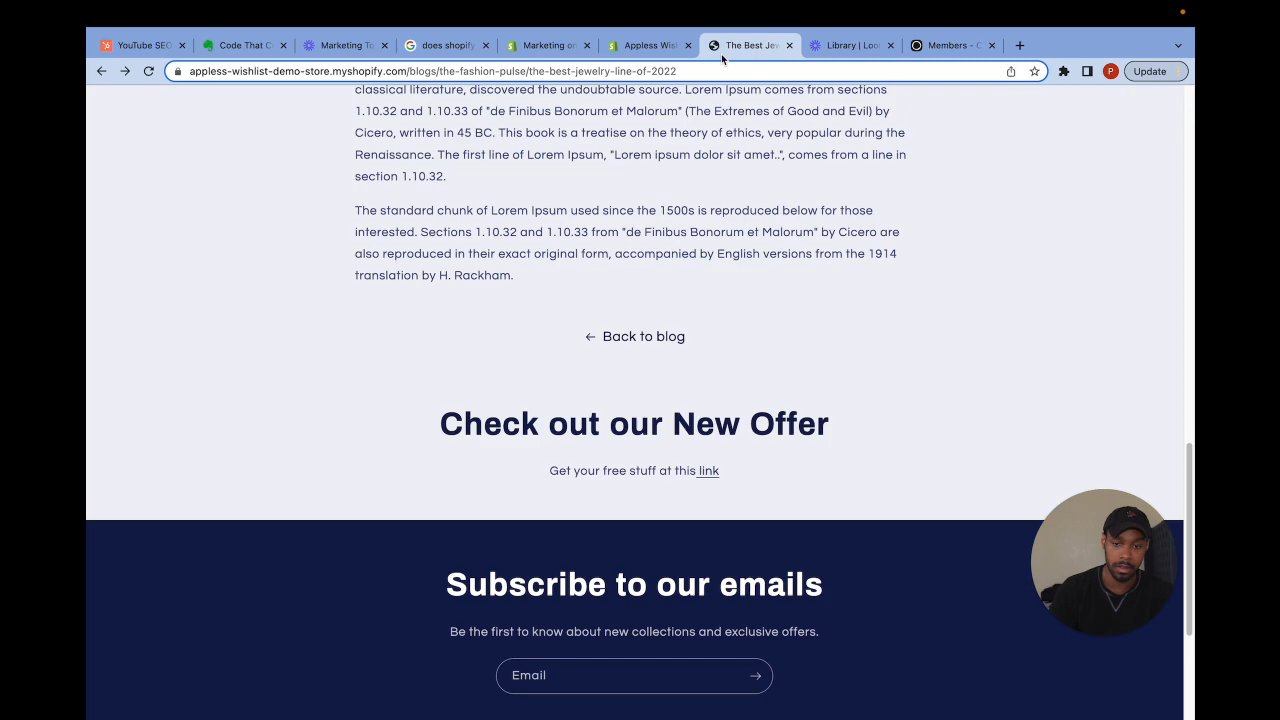 YouTube SEO
Code That C
Marketing To
does shopify
Marketing on
Appless Wis
The Best Jew
Library | Loo
Members - C
appless-wishlist-demo-store.myshopify.com/blogs/the-fashion-pulse/the-best-jewelry-line-of-2022
P
Update
classical literature, discovered the undoubtable source. Lorem Ipsum comes from sections
1.10.32 and 1.10.33 of "de Finibus Bonorum et Malorum" (The Extremes of Good and Evil) by
Cicero, written in 45 BC. This book is a treatise on the theory of ethics, very popular during the
Renaissance. The first line of Lorem Ipsum, "Lorem ipsum dolor sit amet..", comes from a line in
section 1.10.32.
The standard chunk of Lorem Ipsum used since the 1500s is reproduced below for those
interested. Sections 1.10.32 and 1.10.33 from "de Finibus Bonorum et Malorum" by Cicero are
also reproduced in their exact original form, accompanied by English versions from the 1914
translation by H. Rackham.
← Back to blog
Check out our New Offer
Get your free stuff at this link
Subscribe to our emails
Be the first to know about new collections and exclusive offers.
Email